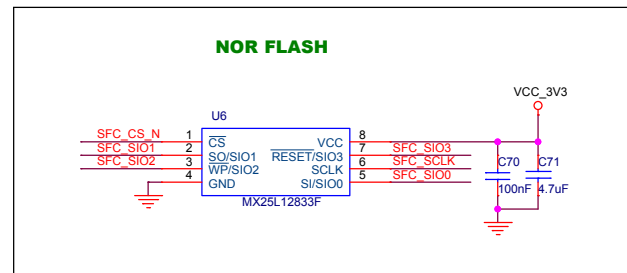 NOR FLASH
VCC_3V3
U6
SFC_CS_N 1 CS VCC 8
SFC_SIO1 2 SO/SIO1 RESET/SIO3 7 SFC_SIO3
SFC_SIO2 3 WP/SIO2 SCLK 6 SFC_SCLK
4 GND SI/SIO0 5 SFC_SIO0
MX25L12833F
C70 C71
100nF 4.7uF